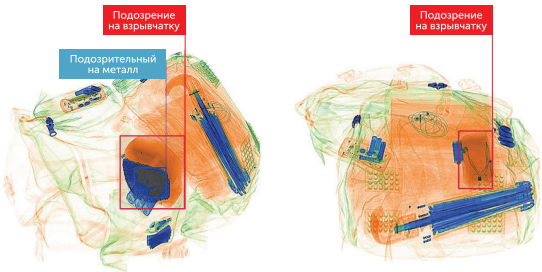 Подозрение
на взрывчатку
Подозрительный
на металл
Подозрение
на взрывчатку